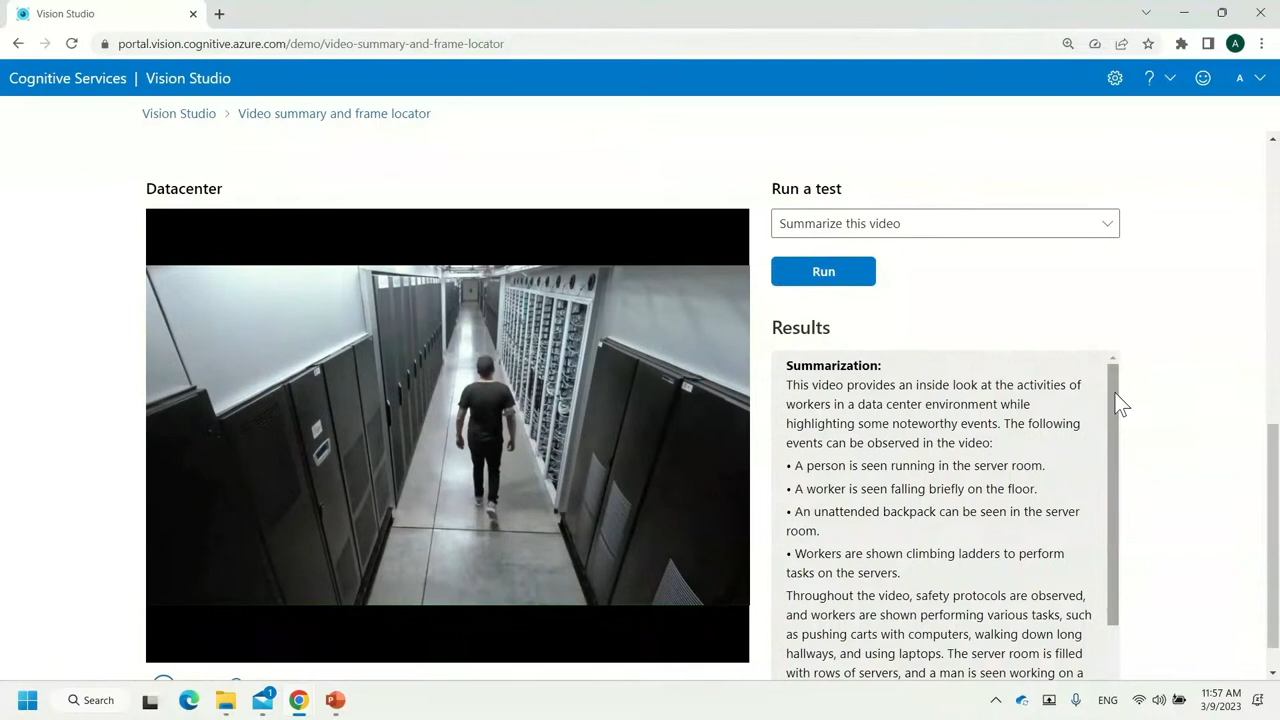 Vision Studio
portal.vision.cognitive.azure.com/demo/video-summary-and-frame-locator
A
Cognitive Services | Vision Studio
A
Vision Studio > Video summary and frame locator
Datacenter
Run a test
Summarize this video
Run
Results
Summarization:
This video provides an inside look at the activities of
workers in a data center environment while
highlighting some noteworthy events. The following
events can be observed in the video:
• A person is seen running in the server room.
• A worker is seen falling briefly on the floor.
• An unattended backpack can be seen in the server
room.
• Workers are shown climbing ladders to perform
tasks on the servers.
Throughout the video, safety protocols are observed,
and workers are shown performing various tasks, such
as pushing carts with computers, walking down long
hallways, and using laptops. The server room is filled
with rows of servers, and a man is seen working on a
Search
1
ENG
11:57 AM
3/9/2023